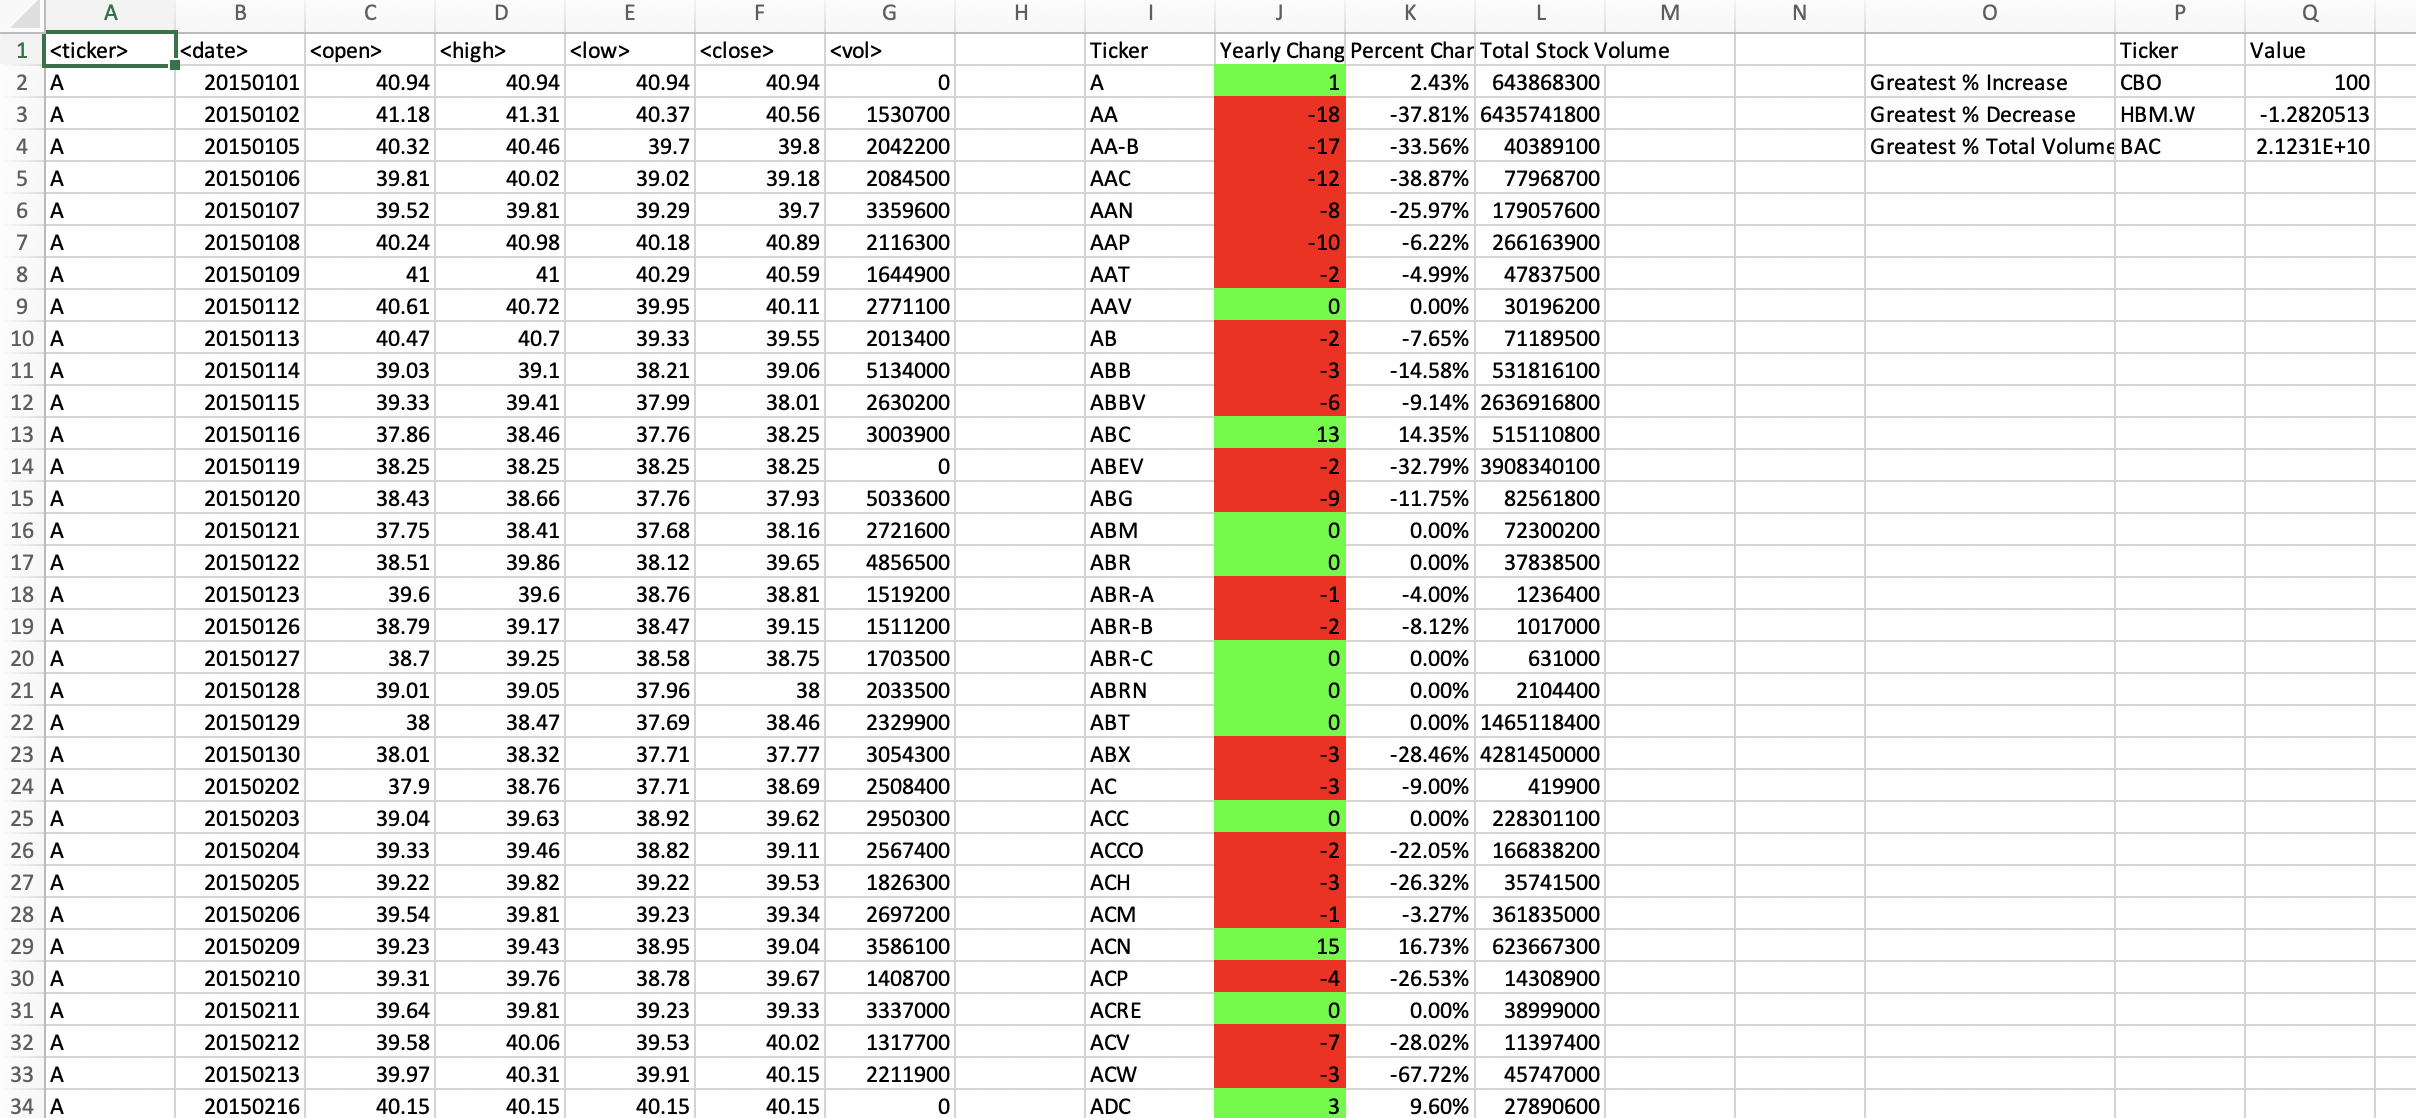 A B C D E F G H I J K L M N O P Q
1 <ticker> <date> <open> <high> <low> <close> <vol> Ticker Yearly Chang Percent Char Total Stock Volume Ticker Value
2 A 20150101 40.94 40.94 40.94 40.94 0 A 1 2.43% 643868300 Greatest % Increase CBO 100
3 A 20150102 41.18 41.31 40.37 40.56 1530700 AA -18 -37.81% 6435741800 Greatest % Decrease HBM.W -1.2820513
4 A 20150105 40.32 40.46 39.7 39.8 2042200 AA-B -17 -33.56% 40389100 Greatest % Total Volume BAC 2.1231E+10
5 A 20150106 39.81 40.02 39.02 39.18 2084500 AAC -12 -38.87% 77968700
6 A 20150107 39.52 39.81 39.29 39.7 3359600 AAN -8 -25.97% 179057600
7 A 20150108 40.24 40.98 40.18 40.89 2116300 AAP -10 -6.22% 266163900
8 A 20150109 41 41 40.29 40.59 1644900 AAT -2 -4.99% 47837500
9 A 20150112 40.61 40.72 39.95 40.11 2771100 AAV 0 0.00% 30196200
10 A 20150113 40.47 40.7 39.33 39.55 2013400 AB -2 -7.65% 71189500
11 A 20150114 39.03 39.1 38.21 39.06 5134000 ABB -3 -14.58% 531816100
12 A 20150115 39.33 39.41 37.99 38.01 2630200 ABBV -6 -9.14% 2636916800
13 A 20150116 37.86 38.46 37.76 38.25 3003900 ABC 13 14.35% 515110800
14 A 20150119 38.25 38.25 38.25 38.25 0 ABEV -2 -32.79% 3908340100
15 A 20150120 38.43 38.66 37.76 37.93 5033600 ABG -9 -11.75% 82561800
16 A 20150121 37.75 38.41 37.68 38.16 2721600 ABM 0 0.00% 72300200
17 A 20150122 38.51 39.86 38.12 39.65 4856500 ABR 0 0.00% 37838500
18 A 20150123 39.6 39.6 38.76 38.81 1519200 ABR-A -1 -4.00% 1236400
19 A 20150126 38.79 39.17 38.47 39.15 1511200 ABR-B -2 -8.12% 1017000
20 A 20150127 38.7 39.25 38.58 38.75 1703500 ABR-C 0 0.00% 631000
21 A 20150128 39.01 39.05 37.96 38 2033500 ABRN 0 0.00% 2104400
22 A 20150129 38 38.47 37.69 38.46 2329900 ABT 0 0.00% 1465118400
23 A 20150130 38.01 38.32 37.71 37.77 3054300 ABX -3 -28.46% 4281450000
24 A 20150202 37.9 38.76 37.71 38.69 2508400 AC -3 -9.00% 419900
25 A 20150203 39.04 39.63 38.92 39.62 2950300 ACC 0 0.00% 228301100
26 A 20150204 39.33 39.46 38.82 39.11 2567400 ACCO -2 -22.05% 166838200
27 A 20150205 39.22 39.82 39.22 39.53 1826300 ACH -3 -26.32% 35741500
28 A 20150206 39.54 39.81 39.23 39.34 2697200 ACM -1 -3.27% 361835000
29 A 20150209 39.23 39.43 38.95 39.04 3586100 ACN 15 16.73% 623667300
30 A 20150210 39.31 39.76 38.78 39.67 1408700 ACP -4 -26.53% 14308900
31 A 20150211 39.64 39.81 39.23 39.33 3337000 ACRE 0 0.00% 38999000
32 A 20150212 39.58 40.06 39.53 40.02 1317700 ACV -7 -28.02% 11397400
33 A 20150213 39.97 40.31 39.91 40.15 2211900 ACW -3 -67.72% 45747000
34 A 20150216 40.15 40.15 40.15 40.15 0 ADC 3 9.60% 27890600